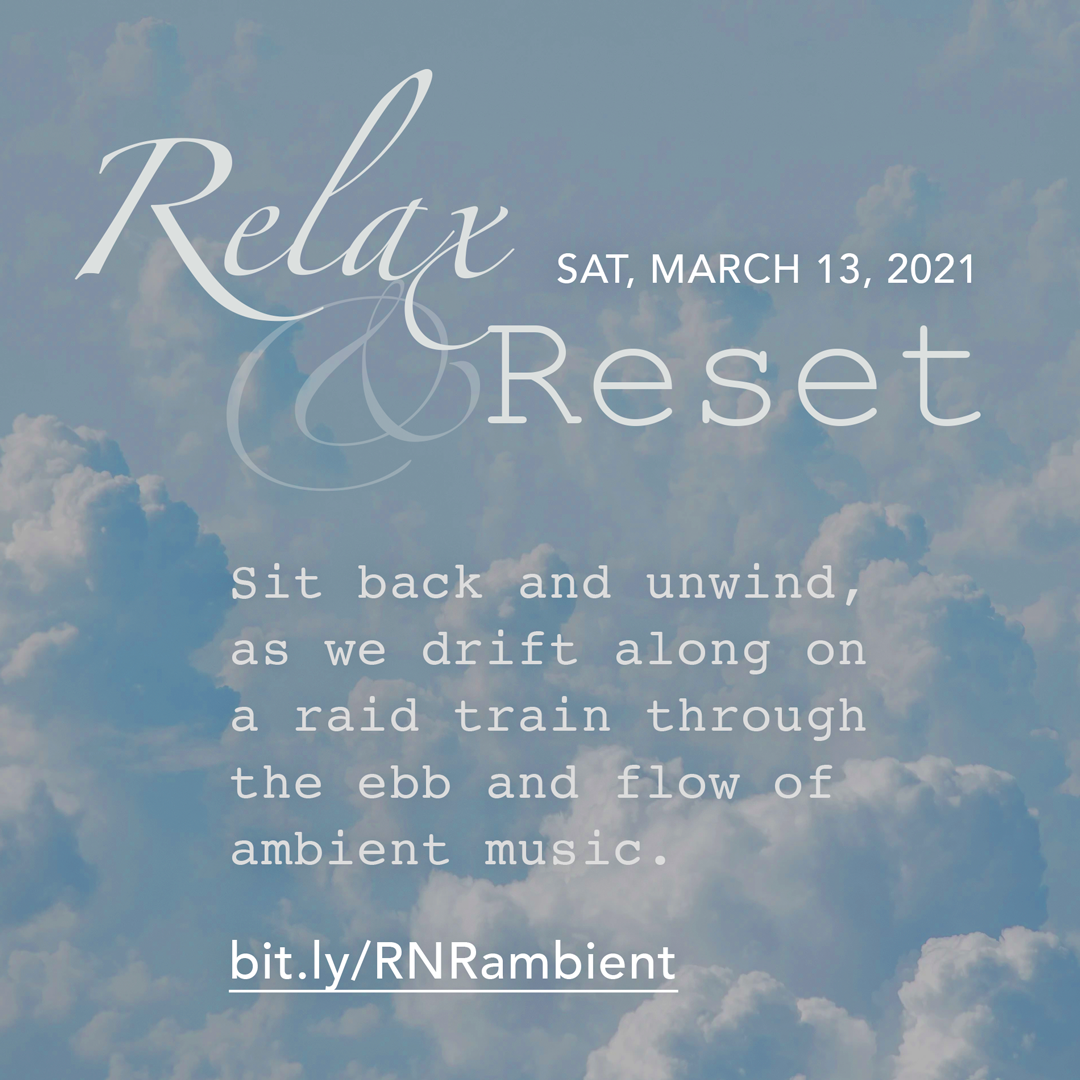 Relax
SAT, MARCH 13, 2021
& Reset
Sit back and unwind,
as we drift along on
a raid train through
the ebb and flow of
ambient music.
bit.ly/RNRambient